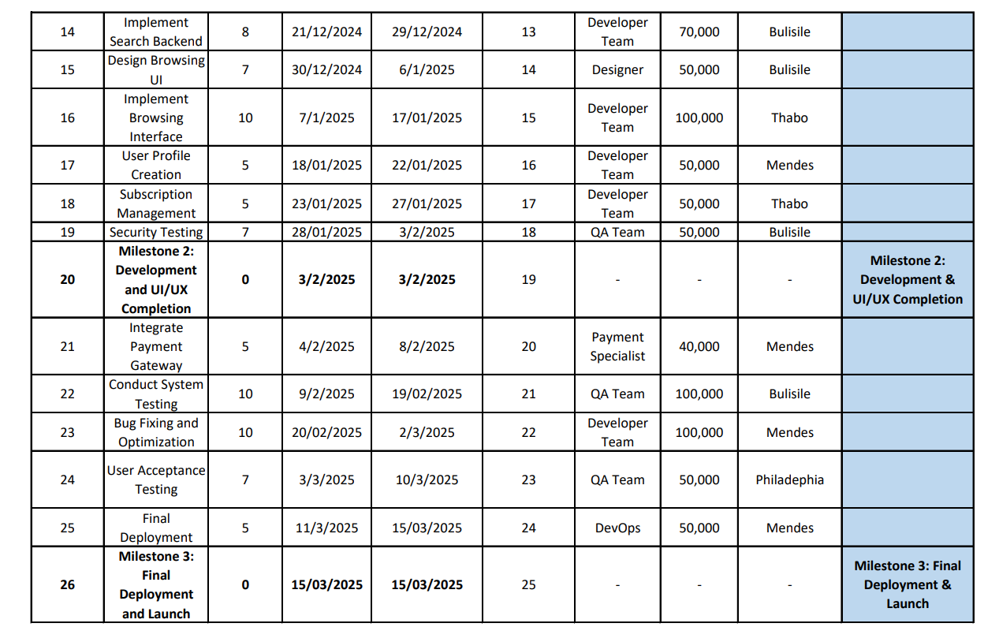 14 Implement Search Backend 8 21/12/2024 29/12/2024 13 Developer Team 70,000 Bulisile
15 Design Browsing UI 7 30/12/2024 6/1/2025 14 Designer 50,000 Bulisile
16 Implement Browsing Interface 10 7/1/2025 17/01/2025 15 Developer Team 100,000 Thabo
17 User Profile Creation 5 18/01/2025 22/01/2025 16 Developer Team 50,000 Mendes
18 Subscription Management 5 23/01/2025 27/01/2025 17 Developer Team 50,000 Thabo
19 Security Testing 7 28/01/2025 3/2/2025 18 QA Team 50,000 Bulisile
20 Milestone 2: Development and UI/UX Completion 0 3/2/2025 3/2/2025 19 - - - Milestone 2: Development & UI/UX Completion
21 Integrate Payment Gateway 5 4/2/2025 8/2/2025 20 Payment Specialist 40,000 Mendes
22 Conduct System Testing 10 9/2/2025 19/02/2025 21 QA Team 100,000 Bulisile
23 Bug Fixing and Optimization 10 20/02/2025 2/3/2025 22 Developer Team 100,000 Mendes
24 User Acceptance Testing 7 3/3/2025 10/3/2025 23 QA Team 50,000 Philadephia
25 Final Deployment 5 11/3/2025 15/03/2025 24 DevOps 50,000 Mendes
26 Milestone 3: Final Deployment and Launch 0 15/03/2025 15/03/2025 25 - - - Milestone 3: Final Deployment & Launch